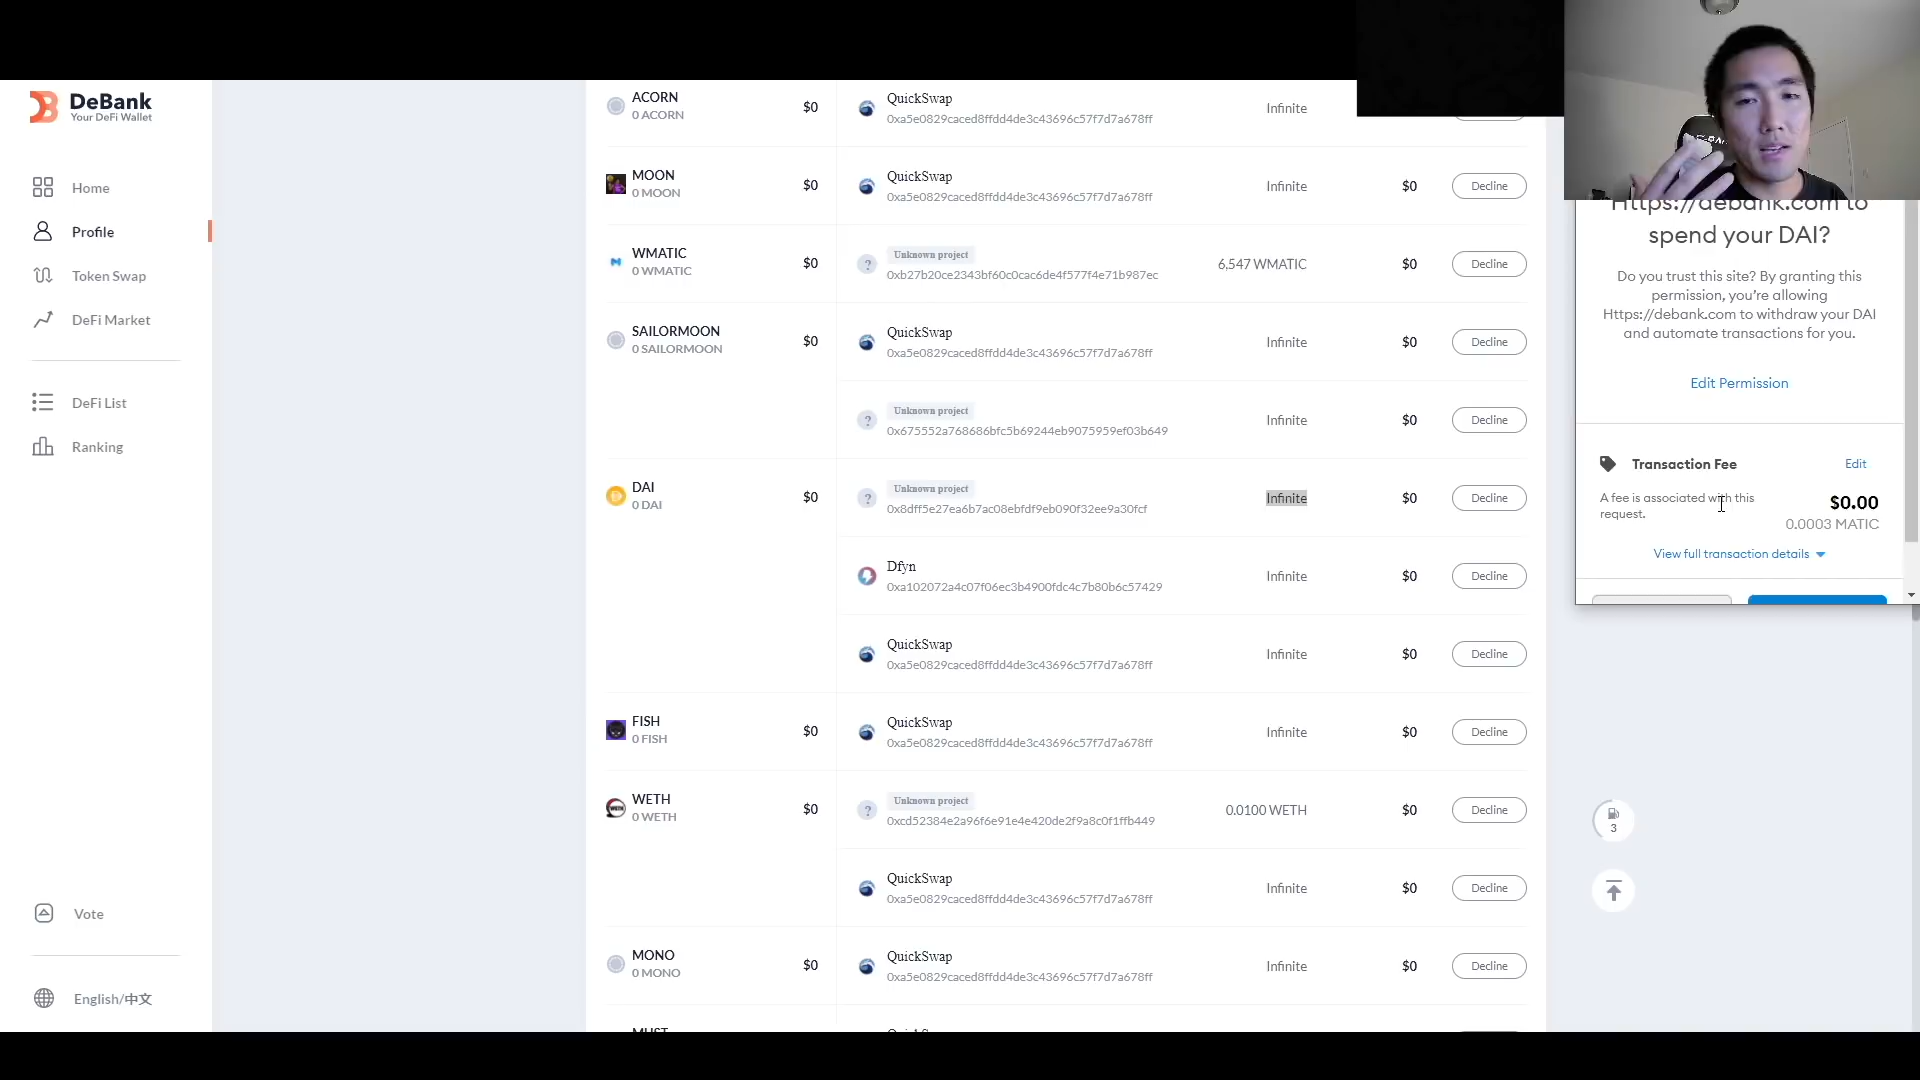 DeBank
Your DeFi Wallet
Home
Profile
Token Swap
DeFi Market
DeFi List
Ranking
Vote
English/中文
ACORN
0 ACORN
$0
QuickSwap
0xa5e0829caced8ffdd4de3c43696c57f7d7a678ff
Infinite
MOON
0 MOON
$0
QuickSwap
0xa5e0829caced8ffdd4de3c43696c57f7d7a678ff
Infinite
$0
Decline
WMATIC
0 WMATIC
$0
Unknown project
0xb27b20ce2343bf60c0cac6de4f577f4e71b987ec
6,547 WMATIC
$0
Decline
SAILORMOON
0 SAILORMOON
$0
QuickSwap
0xa5e0829caced8ffdd4de3c43696c57f7d7a678ff
Infinite
$0
Decline
Unknown project
0x675552a768686bfc5b69244eb9075959ef03b649
Infinite
$0
Decline
DAI
0 DAI
$0
Unknown project
0x8dff5e27ea6b7ac08ebfdf9eb090f32ee9a30fcf
Infinite
$0
Decline
Dfyn
0xa102072a4c07f06ec3b4900fdc4c7b80b6c57429
Infinite
$0
Decline
QuickSwap
0xa5e0829caced8ffdd4de3c43696c57f7d7a678ff
Infinite
$0
Decline
FISH
0 FISH
$0
QuickSwap
0xa5e0829caced8ffdd4de3c43696c57f7d7a678ff
Infinite
$0
Decline
WETH
0 WETH
$0
Unknown project
0xcd52384e2a96f6e91e4e420de2f9a8c0f1ffb449
0.0100 WETH
$0
Decline
QuickSwap
0xa5e0829caced8ffdd4de3c43696c57f7d7a678ff
Infinite
$0
Decline
MONO
0 MONO
$0
QuickSwap
0xa5e0829caced8ffdd4de3c43696c57f7d7a678ff
Infinite
$0
Decline
Https://debank.com to
spend your DAI?
Do you trust this site? By granting this
permission, you're allowing
Https://debank.com to withdraw your DAI
and automate transactions for you.
Edit Permission
Transaction Fee
Edit
A fee is associated with this
request.
$0.00
0.0003 MATIC
View full transaction details
3